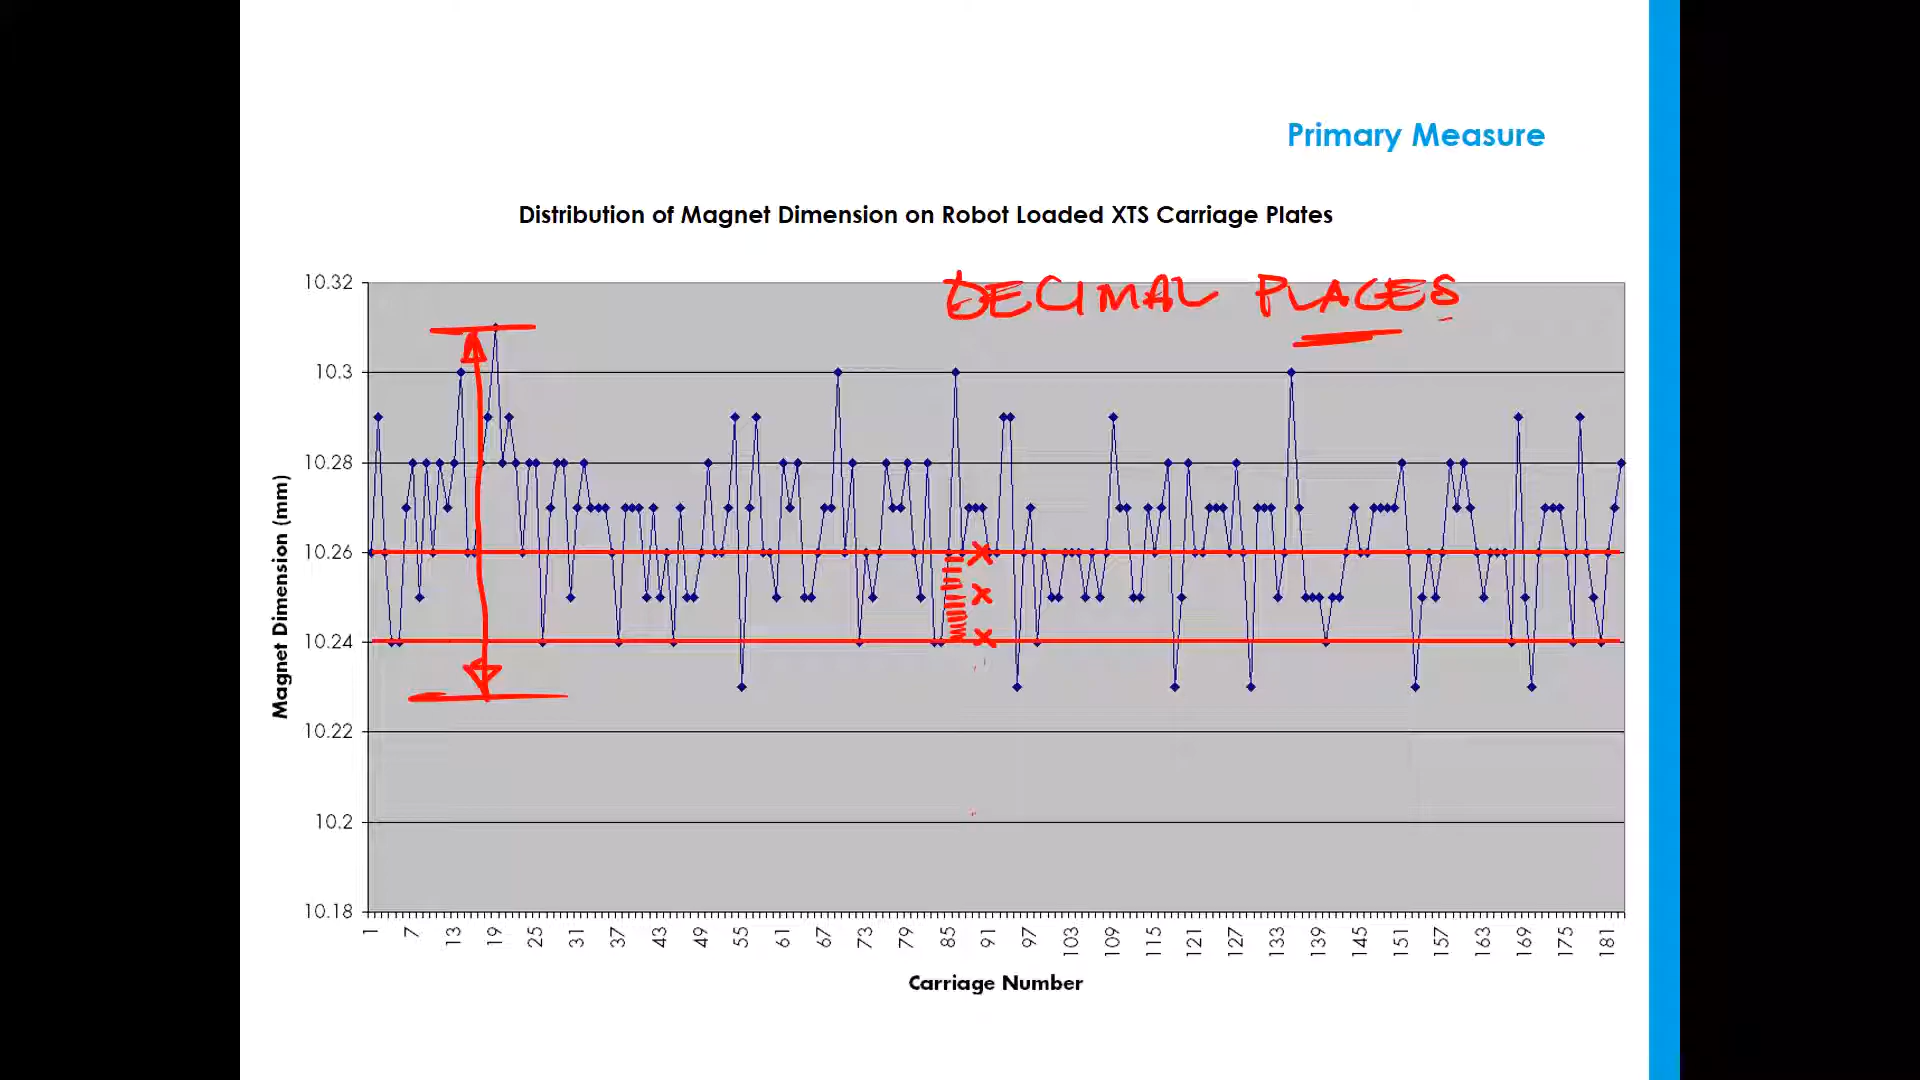 Primary Measure
Distribution of Magnet Dimension on Robot Loaded XTS Carriage Plates
DECIMAL PLACES
10.32
10.3
10.28
10.26
10.24
10.22
10.2
10.18
Magnet Dimension (mm)
1 7 13 19 25 31 37 43 49 55 61 67 73 79 85 91 97 103 109 115 121 127 133 139 145 151 157 163 169 175 181
Carriage Number